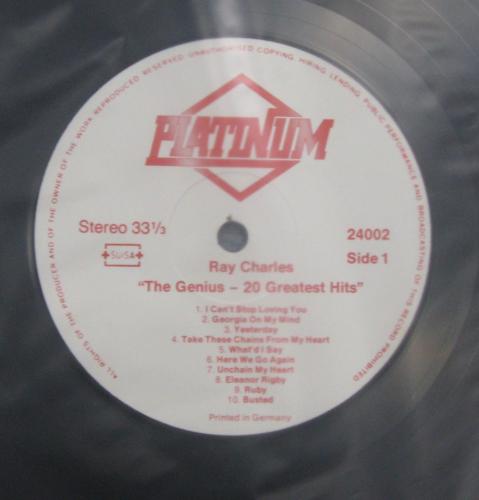 ALL RIGHTS OF THE PRODUCER AND OF THE OWNER OF THE WORK REPRODUCED RESERVED. UNAUTHORISED COPYING, HIRING, LENDING, PUBLIC PERFORMANCE AND BROADCASTING OF THIS RECORD PROHIBITED
PLATINUM
Stereo 33⅓
24002
SUISA
Side 1
Ray Charles
"The Genius – 20 Greatest Hits"
1. I Can't Stop Loving You
2. Georgia On My Mind
3. Yesterday
4. Take These Chains From My Heart
5. What'd I Say
6. Here We Go Again
7. Unchain My Heart
8. Eleanor Rigby
9. Ruby
10. Busted
Printed in Germany